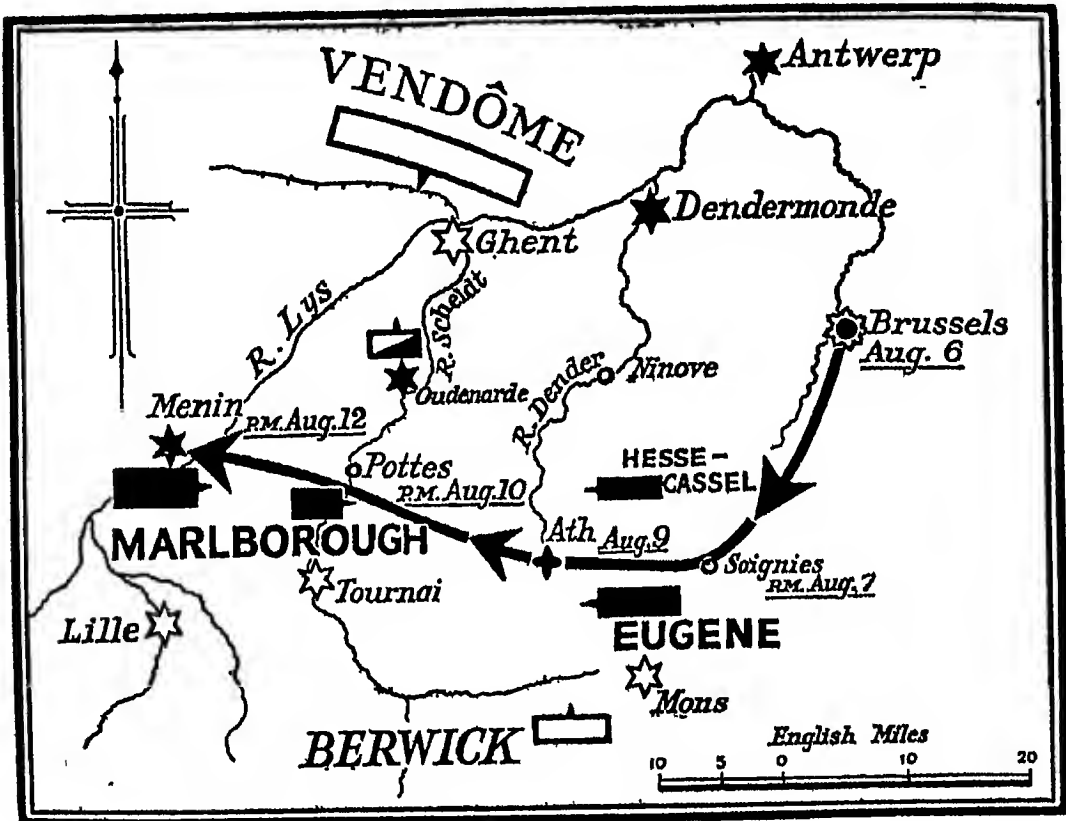 VENDÔME
Antwerp
Dendermonde
Ghent
R. Lys
R. Scheldt
Brussels
Aug. 6
Oudenarde
R. Dender
Ninove
Menin
P.M. Aug. 12
Pottes
P.M. Aug. 10
HESSE-
CASSEL
MARLBOROUGH
Ath Aug. 9
Soignies
P.M. Aug. 7
Tournai
Lille
EUGENE
Mons
BERWICK
English Miles
10 5 0 10 20